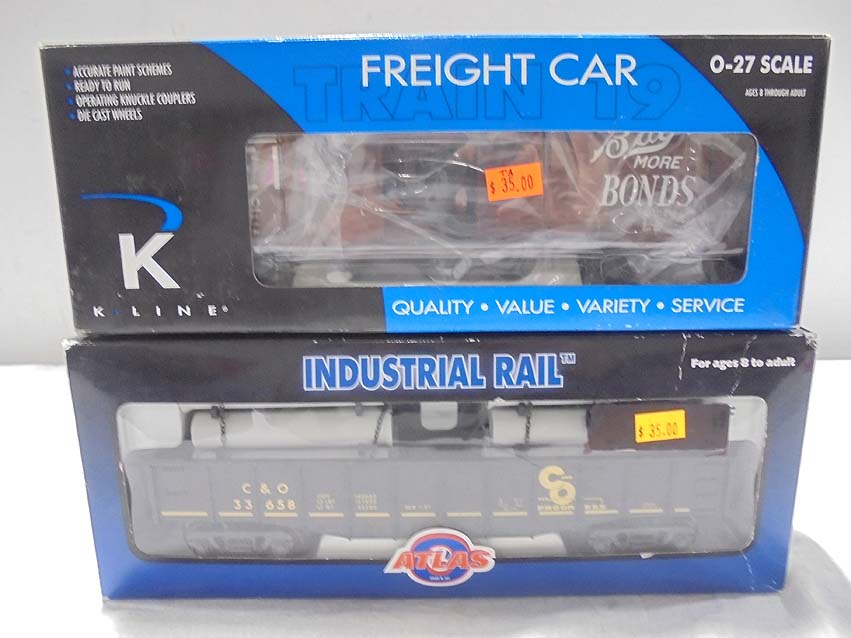 ACCURATE PAINT SCHEMES
READY TO RUN
OPERATING KNUCKLE COUPLERS
DIE CAST WHEELS
FREIGHT CAR
TRAIN 19
O-27 SCALE
AGES 8 THROUGH ADULT
TA
$ 35.00
Buy
MORE
BONDS
K
K·LINE®
QUALITY • VALUE • VARIETY • SERVICE
INDUSTRIAL RAIL™
For ages 8 to adult
$ 35.00
C & O
33658
C
O
ATLAS